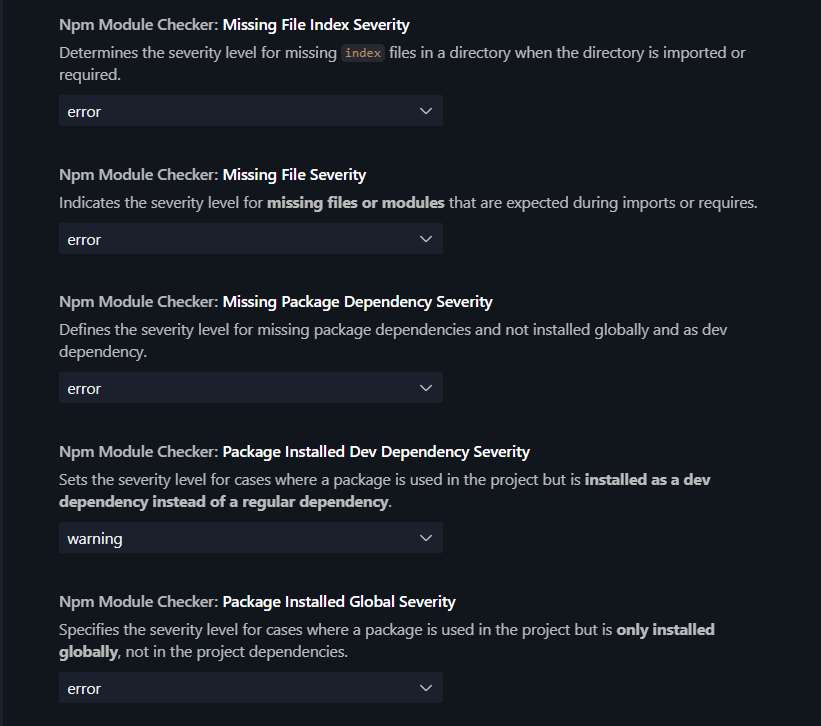 Npm Module Checker: Missing File Index Severity
Determines the severity level for missing index files in a directory when the directory is imported or
required.
error
Npm Module Checker: Missing File Severity
Indicates the severity level for missing files or modules that are expected during imports or requires.
error
Npm Module Checker: Missing Package Dependency Severity
Defines the severity level for missing package dependencies and not installed globally and as dev
dependency.
error
Npm Module Checker: Package Installed Dev Dependency Severity
Sets the severity level for cases where a package is used in the project but is installed as a dev
dependency instead of a regular dependency.
warning
Npm Module Checker: Package Installed Global Severity
Specifies the severity level for cases where a package is used in the project but is only installed
globally, not in the project dependencies.
error